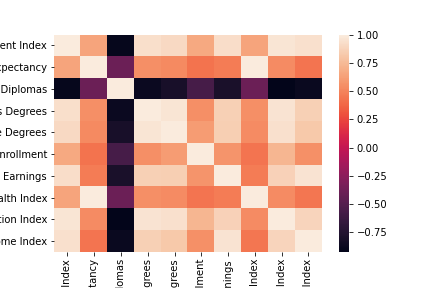 ent Index
xpectancy
Diplomas
s Degrees
e Degrees
nrollment
Earnings
alth Index
tion Index
ome Index
1.00
0.75
0.50
0.25
0.00
−0.25
−0.50
−0.75
Index
tancy
lomas
grees
grees
lment
nings
Index
Index
Index